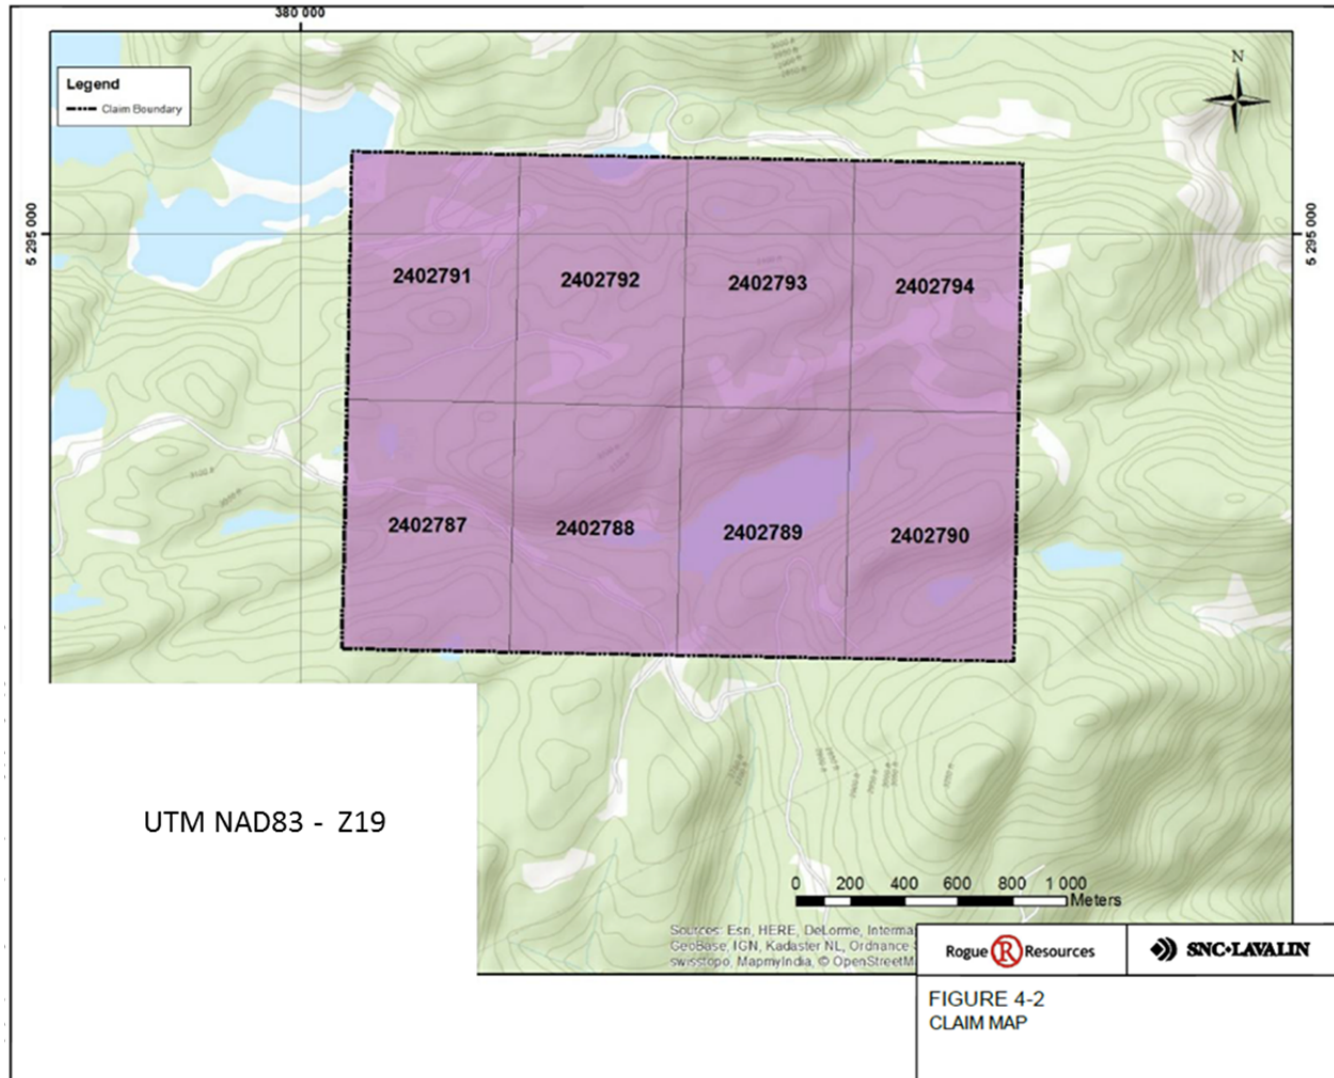 380 000
N
Legend
Claim Boundary
5 295 000
5 295 000
2402791
2402792
2402793
2402794
3100 ft
2402787
2402788
2402789
2402790
UTM NAD83 - Z19
0 200 400 600 800 1 000
Meters
Sources: Esri, HERE, DeLorme, Interma
GeoBase, IGN, Kadaster NL, Ordnance S
swisstopo, MapmyIndia, © OpenStreetM
Rogue R Resources
SNC•LAVALIN
FIGURE 4-2
CLAIM MAP